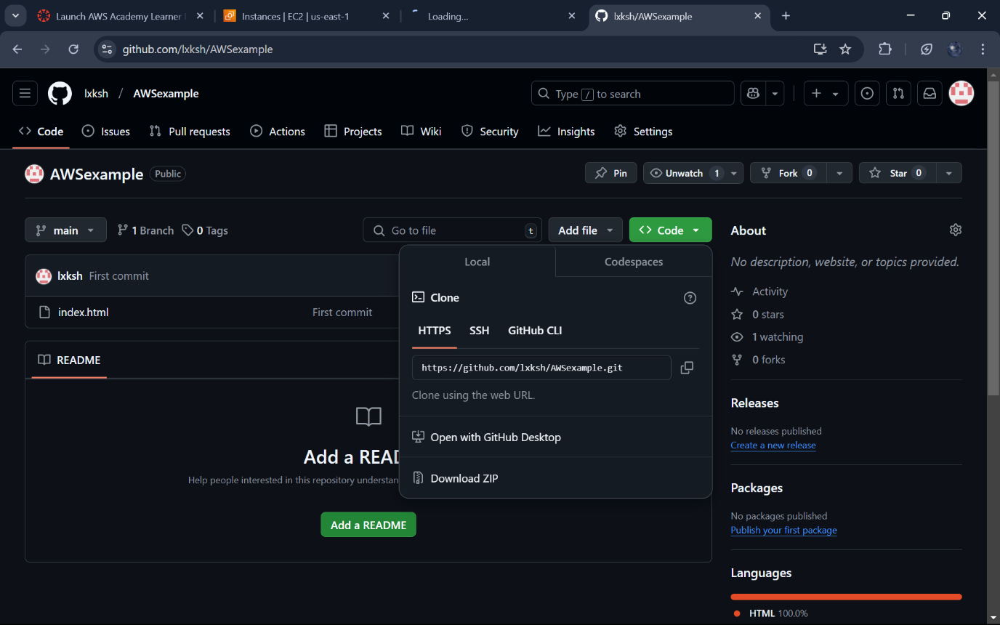 Launch AWS Academy Learner
Instances | EC2 | us-east-1
Loading...
lxksh/AWSexample
github.com/lxksh/AWSexample
lxksh / AWSexample
Type / to search
Code
Issues
Pull requests
Actions
Projects
Wiki
Security
Insights
Settings
AWSexample Public
Pin
Unwatch 1
Fork 0
Star 0
main
1 Branch
0 Tags
Go to file t
Add file
Code
lxksh First commit
index.html First commit
README
Add a READ
Help people interested in this repository understan
Add a README
Local
Codespaces
Clone
HTTPS
SSH
GitHub CLI
https://github.com/lxksh/AWSexample.git
Clone using the web URL.
Open with GitHub Desktop
Download ZIP
About
No description, website, or topics provided.
Activity
0 stars
1 watching
0 forks
Releases
No releases published
Create a new release
Packages
No packages published
Publish your first package
Languages
HTML 100.0%